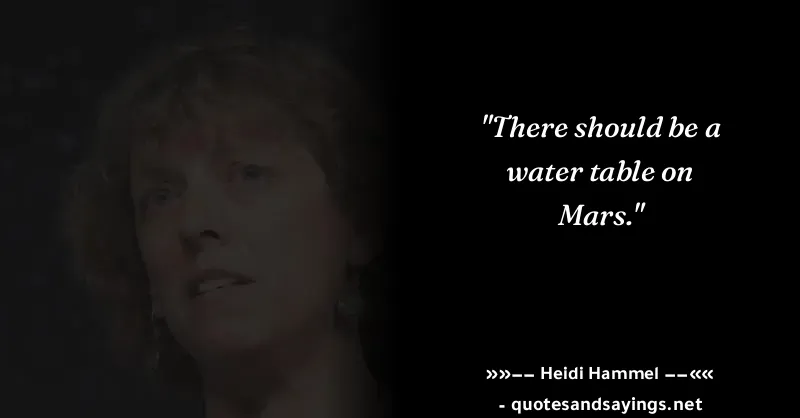 "There should be a
water table on
Mars."
»»–– Heidi Hammel ––««
- quotesandsayings.net